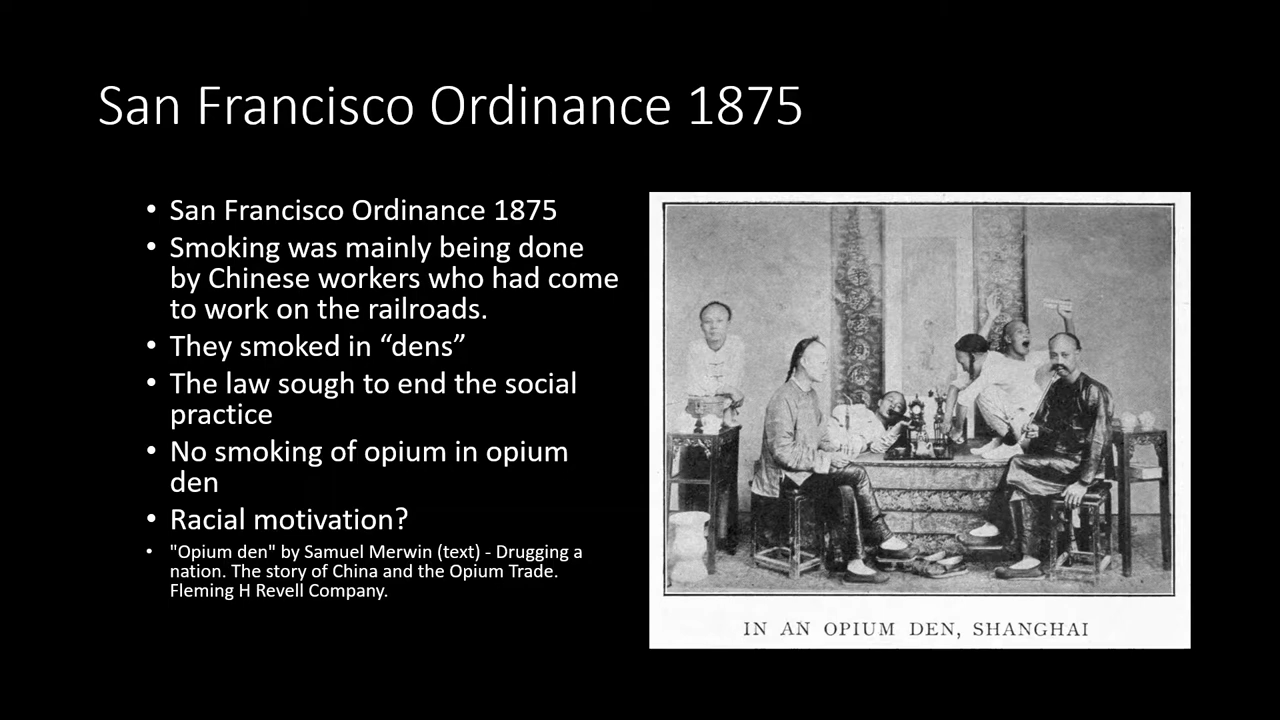 San Francisco Ordinance 1875
• San Francisco Ordinance 1875
• Smoking was mainly being done
by Chinese workers who had come
to work on the railroads.
• They smoked in “dens”
• The law sough to end the social
practice
• No smoking of opium in opium
den
• Racial motivation?
• "Opium den" by Samuel Merwin (text) - Drugging a
nation. The story of China and the Opium Trade.
Fleming H Revell Company.
IN AN OPIUM DEN, SHANGHAI